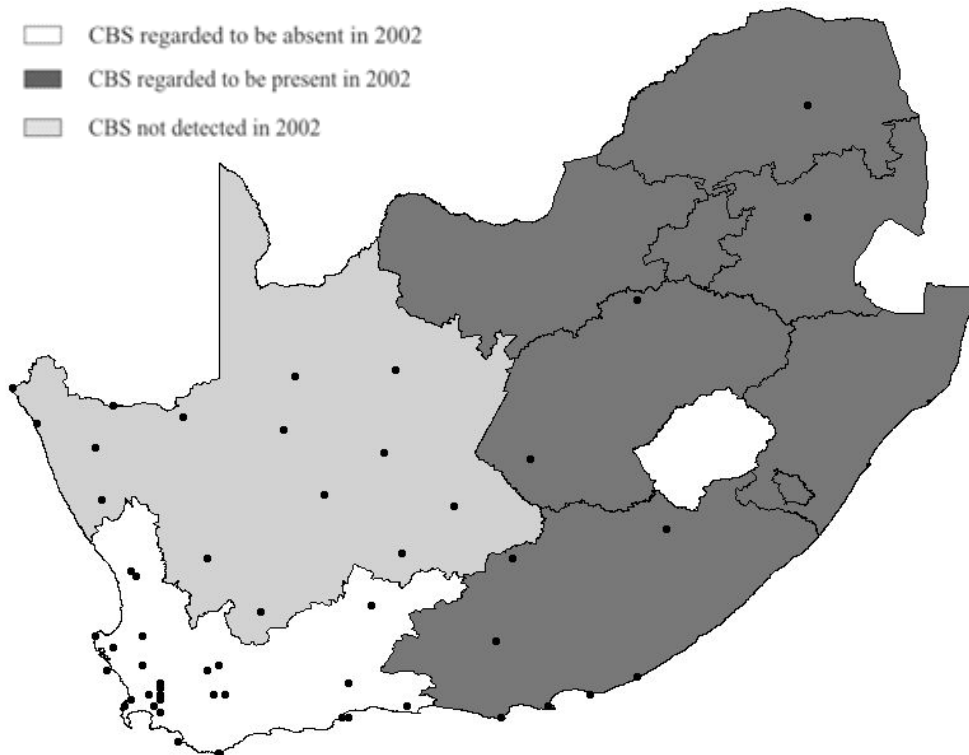 CBS regarded to be absent in 2002
CBS regarded to be present in 2002
CBS not detected in 2002